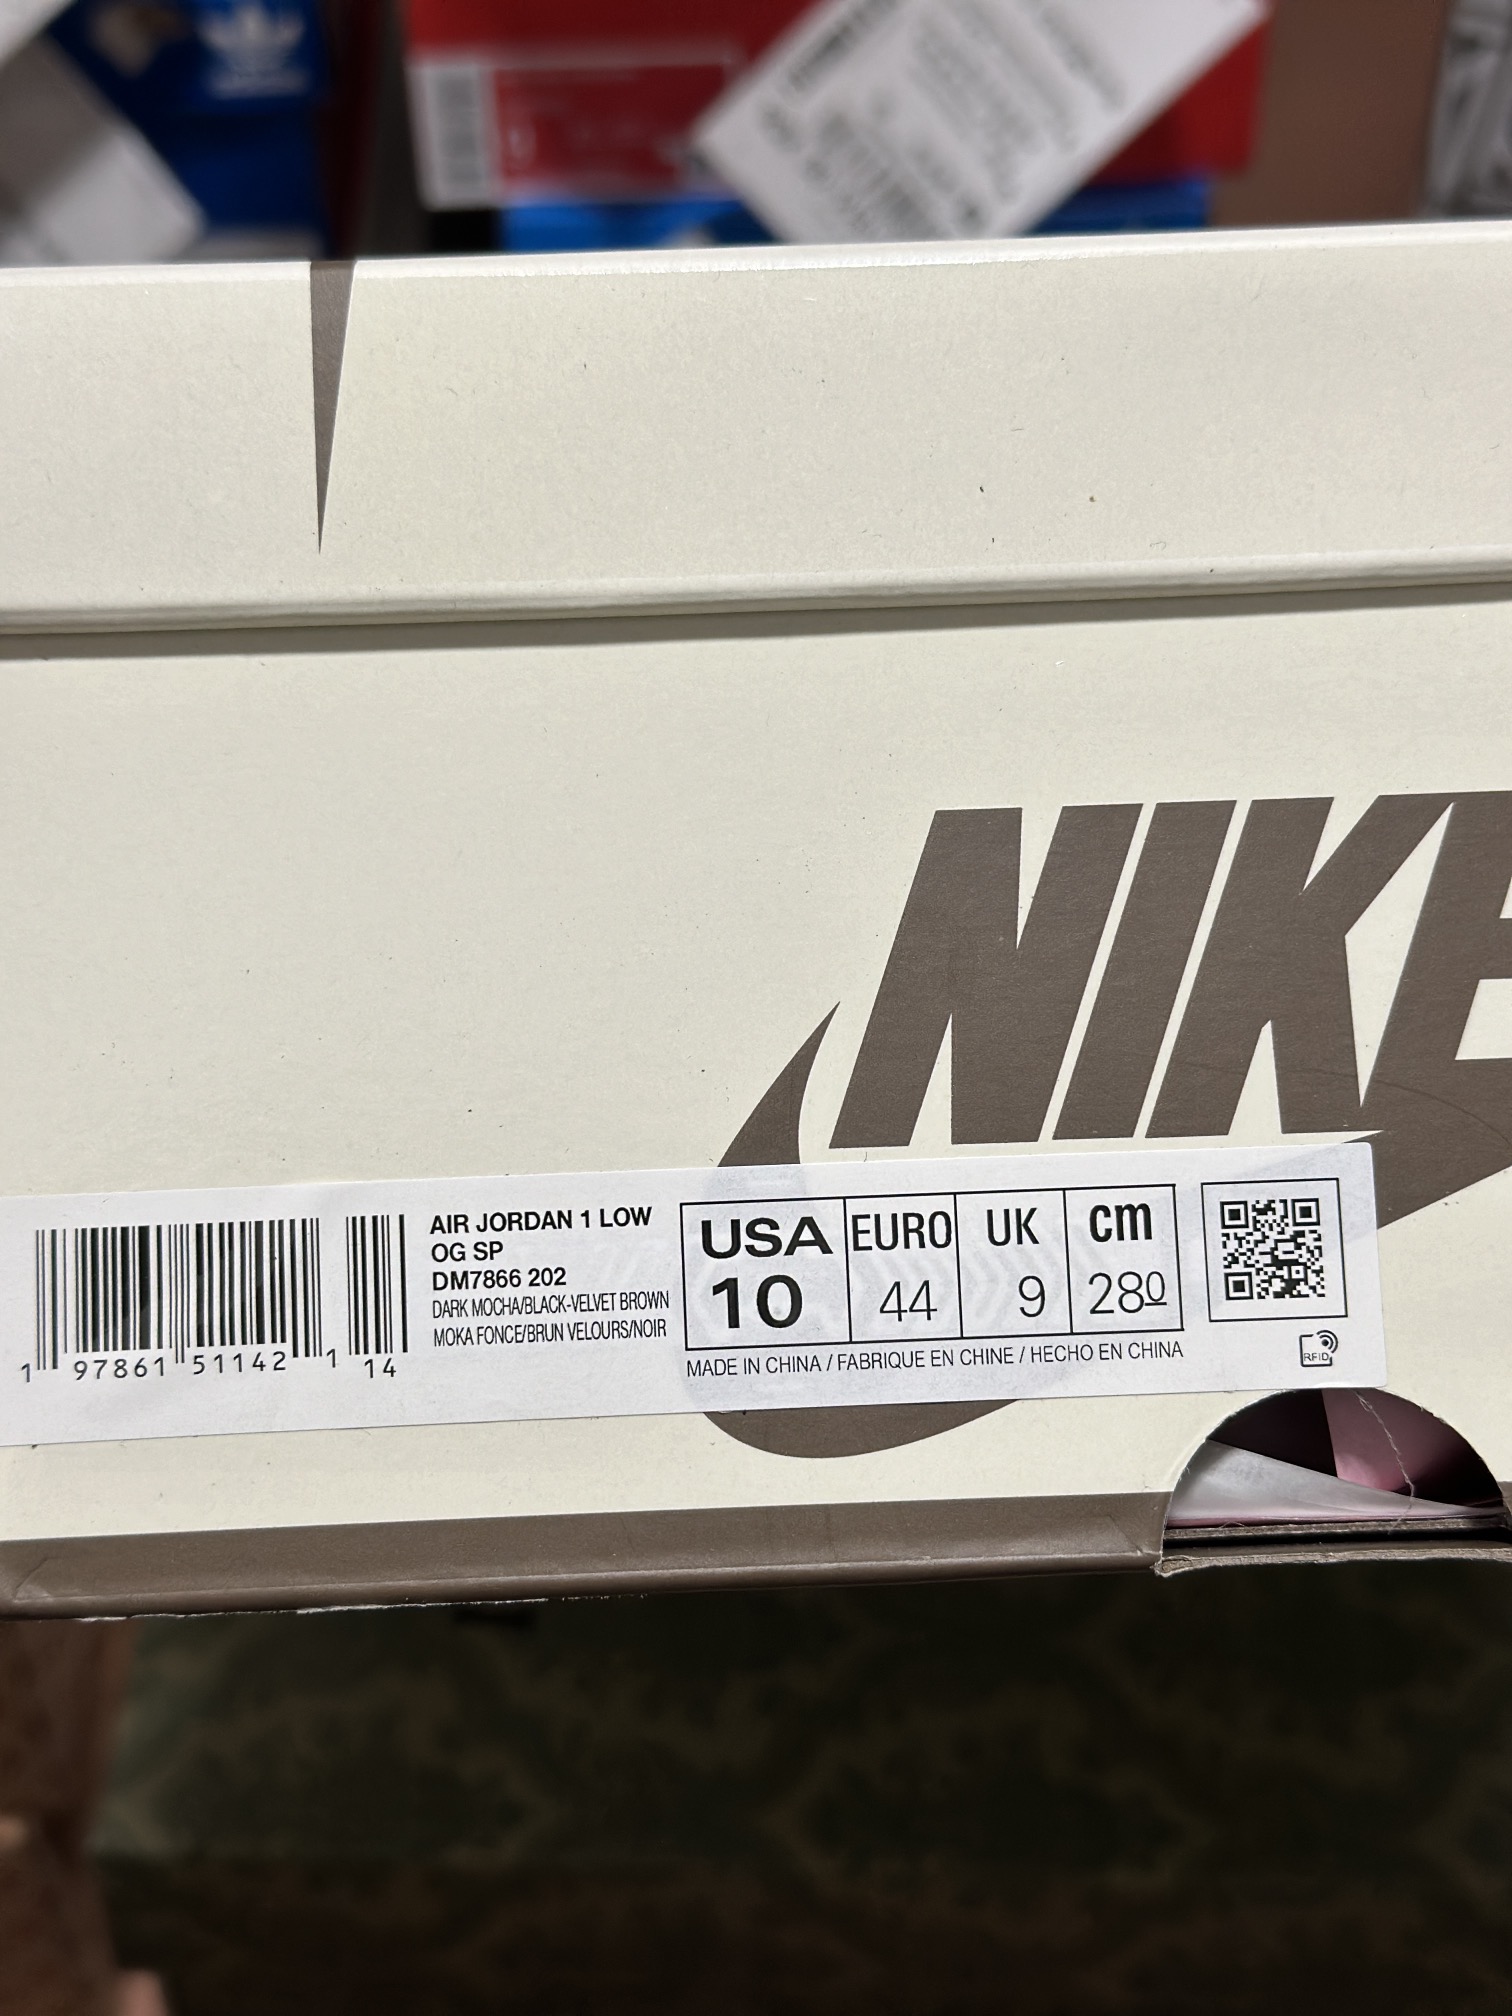 NIKE
AIR JORDAN 1 LOW
OG SP
DM7866 202
DARK MOCHA/BLACK-VELVET BROWN
MOKA FONCE/BRUN VELOURS/NOIR
1 97861 51142 1 14
USA EURO UK cm
10 44 9 280
MADE IN CHINA / FABRIQUE EN CHINE / HECHO EN CHINA
RFID